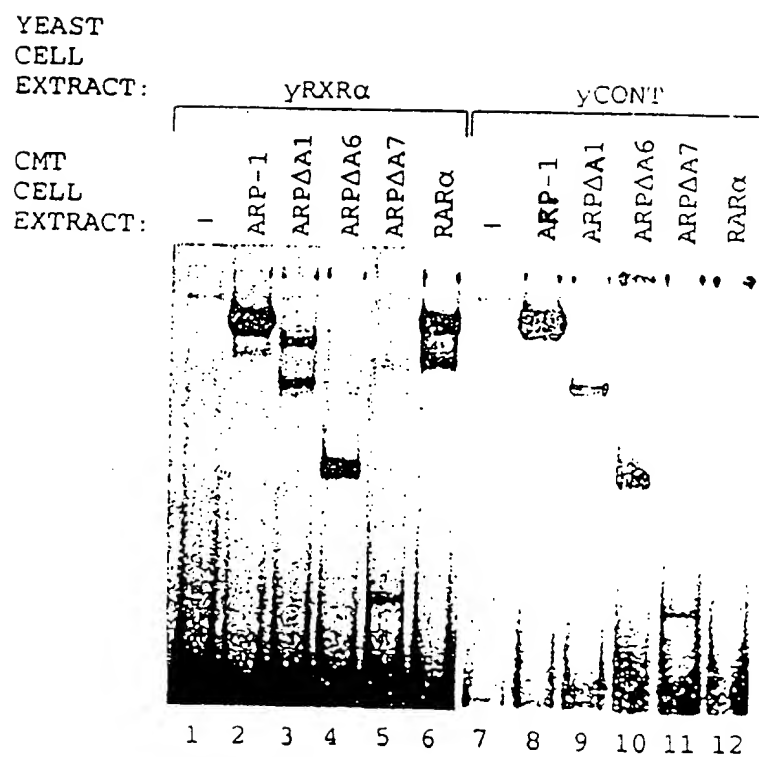 YEAST
CELL
EXTRACT: yRXRα yCONT
CMT
CELL
EXTRACT: - ARP-1 ARPΔA1 ARPΔA6 ARPΔA7 RARα - ARP-1 ARPΔA1 ARPΔA6 ARPΔA7 RARα
1 2 3 4 5 6 7 8 9 10 11 12